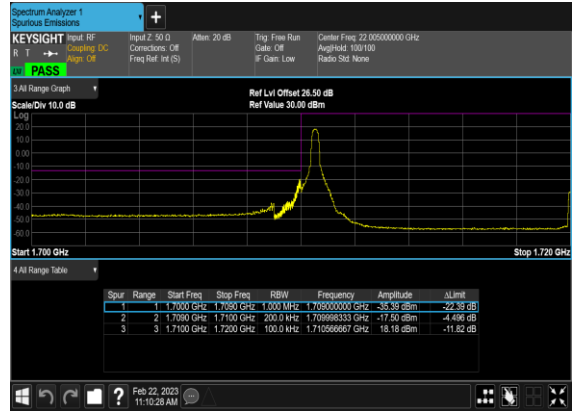 Spectrum Analyzer 1
Spurious Emissions
+
KEYSIGHT Input: RF Input Z: 50 Ω Atten: 20 dB Trig: Free Run Center Freq: 22.005000000 GHz
R T Coupling: DC Corrections: Off Gate: Off Avg|Hold: 100/100
Align: Off Freq Ref: Int (S) IF Gain: Low Radio Std: None
PASS
3 All Range Graph
Ref Lvl Offset 26.50 dB
Scale/Div 10.0 dB Ref Value 30.00 dBm
Log
20.0
10.0
0.00
-10.0
-20.0
-30.0
-40.0
-50.0
-60.0
Start 1.700 GHz Stop 1.720 GHz
4 All Range Table
Spur Range Start Freq Stop Freq RBW Frequency Amplitude ΔLimit
1 1 1.7000 GHz 1.7090 GHz 1.000 MHz 1.709000000 GHz -35.39 dBm -22.39 dB
2 2 1.7090 GHz 1.7100 GHz 200.0 kHz 1.709998333 GHz -17.50 dBm -4.496 dB
3 3 1.7100 GHz 1.7200 GHz 100.0 kHz 1.710566667 GHz 18.18 dBm -11.82 dB
?
Feb 22, 2023
11:10:28 AM